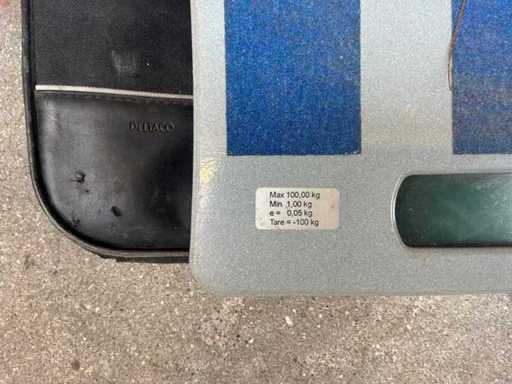 DELTACO
Max 100,00 kg
Min 1,00 kg
e = 0,05 kg
Tare = -100 kg